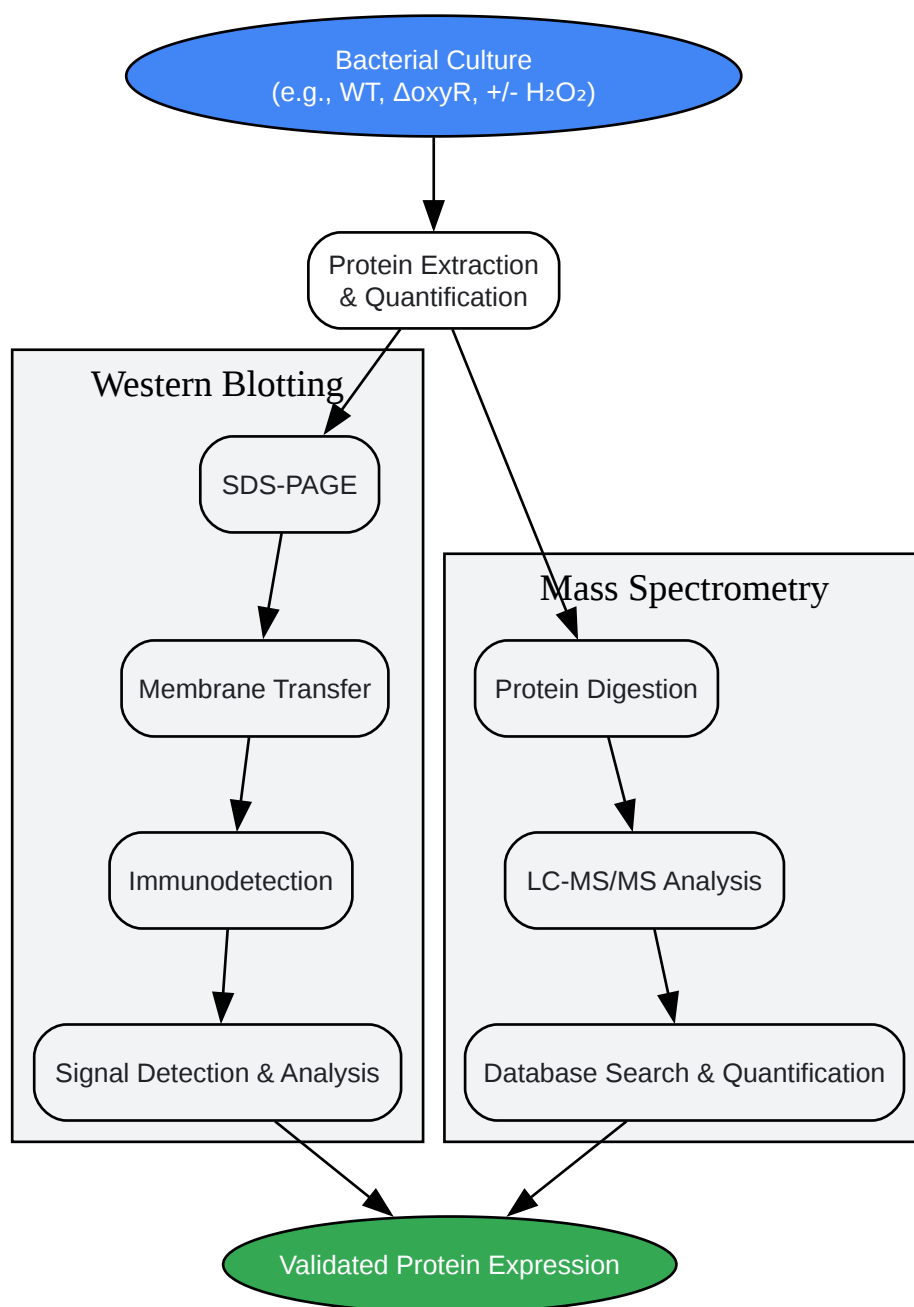 Bacterial Culture
(e.g., WT, ΔoxyR, +/- H₂O₂)
Protein Extraction
& Quantification
Western Blotting
SDS-PAGE
Membrane Transfer
Immunodetection
Signal Detection & Analysis
Mass Spectrometry
Protein Digestion
LC-MS/MS Analysis
Database Search & Quantification
Validated Protein Expression